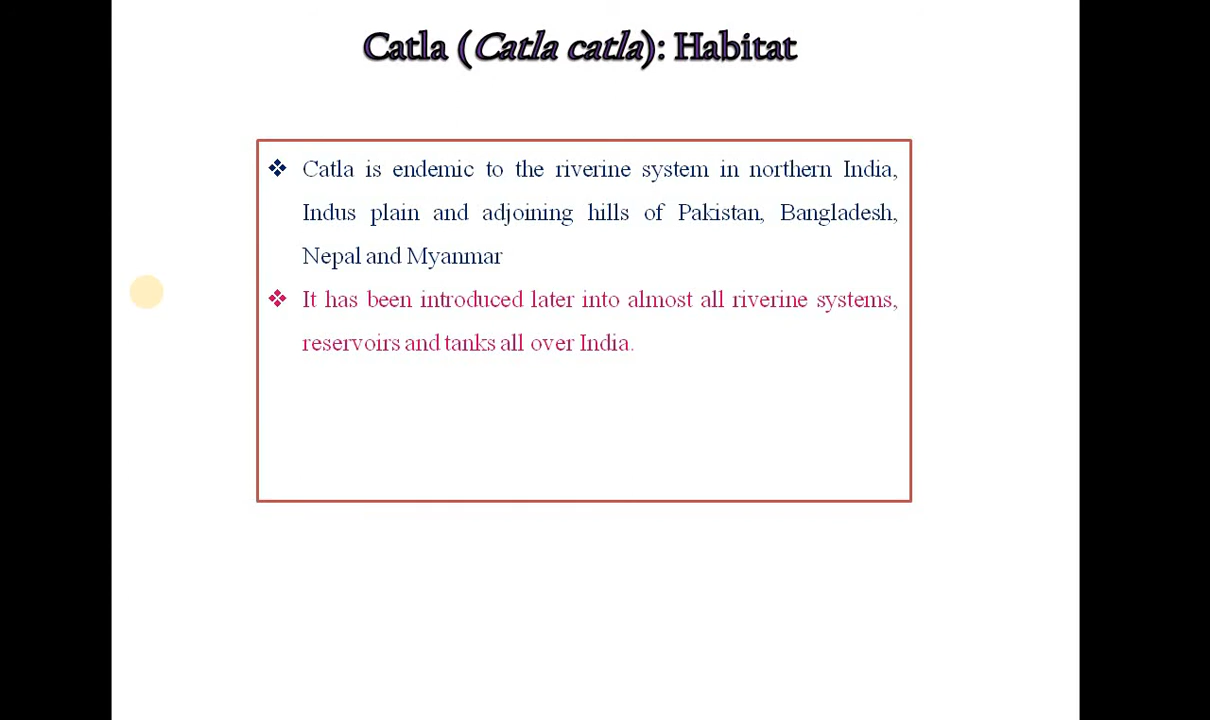 Catla (Catla catla): Habitat
❖ Catla is endemic to the riverine system in northern India,
Indus plain and adjoining hills of Pakistan, Bangladesh,
Nepal and Myanmar
❖ It has been introduced later into almost all riverine systems,
reservoirs and tanks all over India.